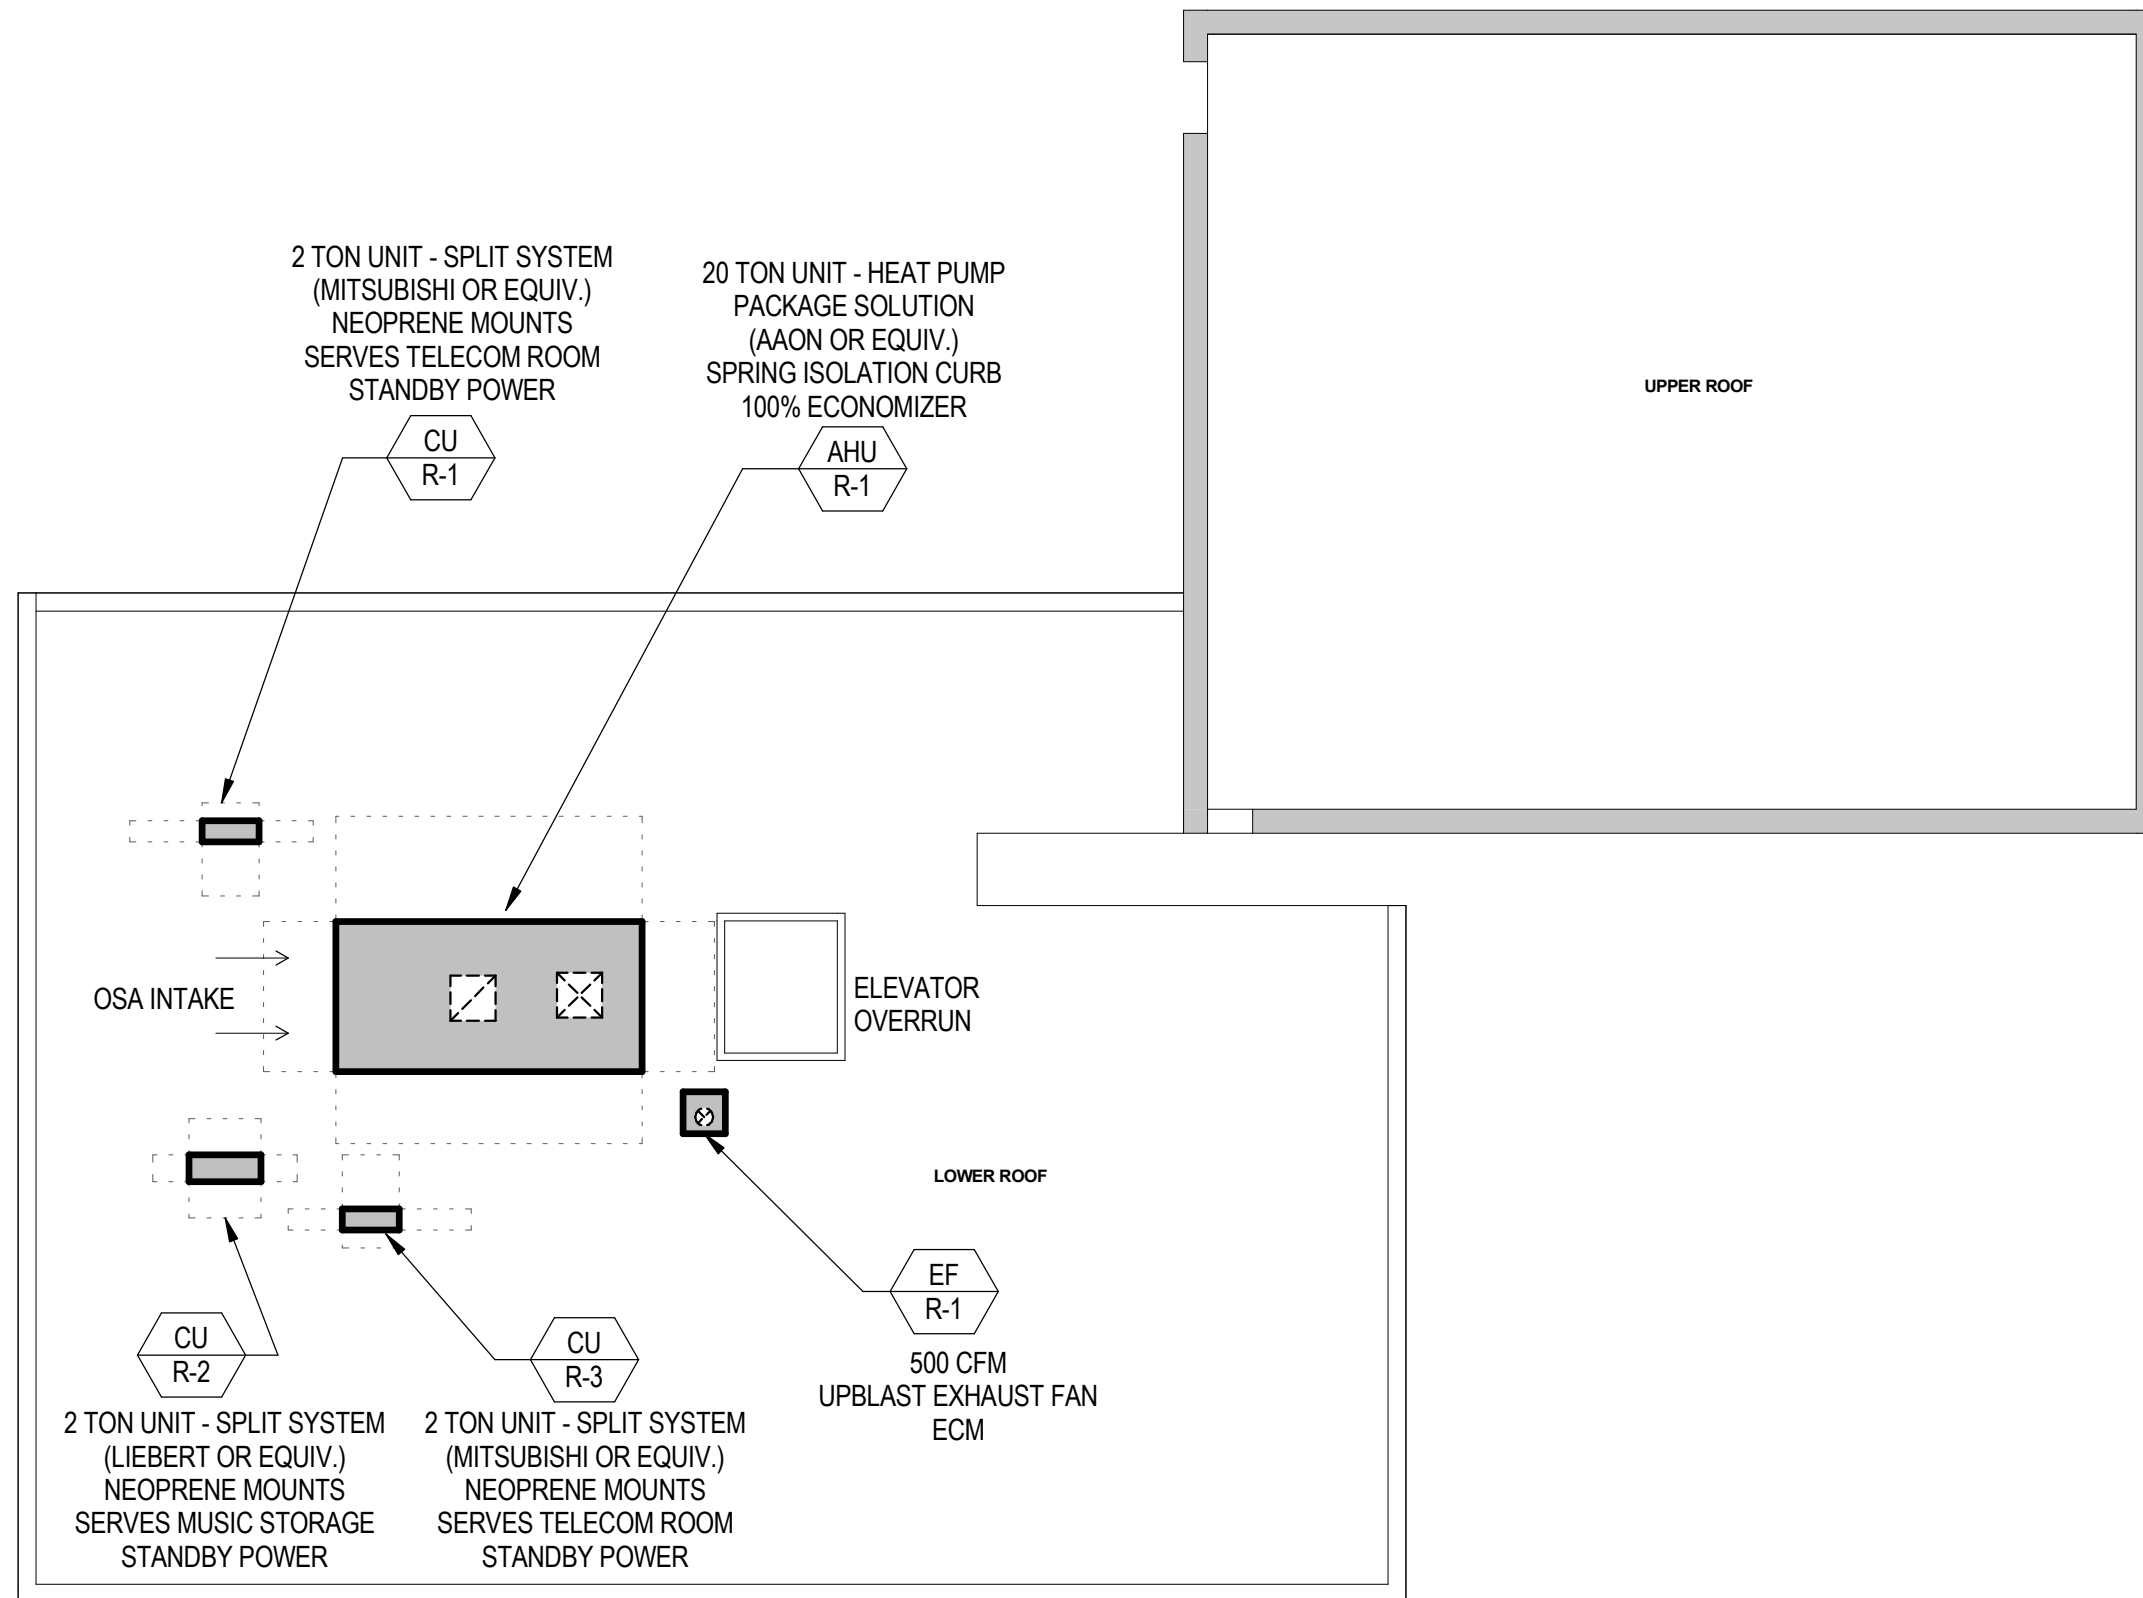 2 TON UNIT - SPLIT SYSTEM
(MITSUBISHI OR EQUIV.)
NEOPRENE MOUNTS
SERVES TELECOM ROOM
STANDBY POWER
CU
R-1
20 TON UNIT - HEAT PUMP
PACKAGE SOLUTION
(AAON OR EQUIV.)
SPRING ISOLATION CURB
100% ECONOMIZER
AHU
R-1
UPPER ROOF
OSA INTAKE
ELEVATOR
OVERRUN
LOWER ROOF
CU
R-2
2 TON UNIT - SPLIT SYSTEM
(LIEBERT OR EQUIV.)
NEOPRENE MOUNTS
SERVES MUSIC STORAGE
STANDBY POWER
CU
R-3
2 TON UNIT - SPLIT SYSTEM
(MITSUBISHI OR EQUIV.)
NEOPRENE MOUNTS
SERVES TELECOM ROOM
STANDBY POWER
EF
R-1
500 CFM
UPBLAST EXHAUST FAN
ECM